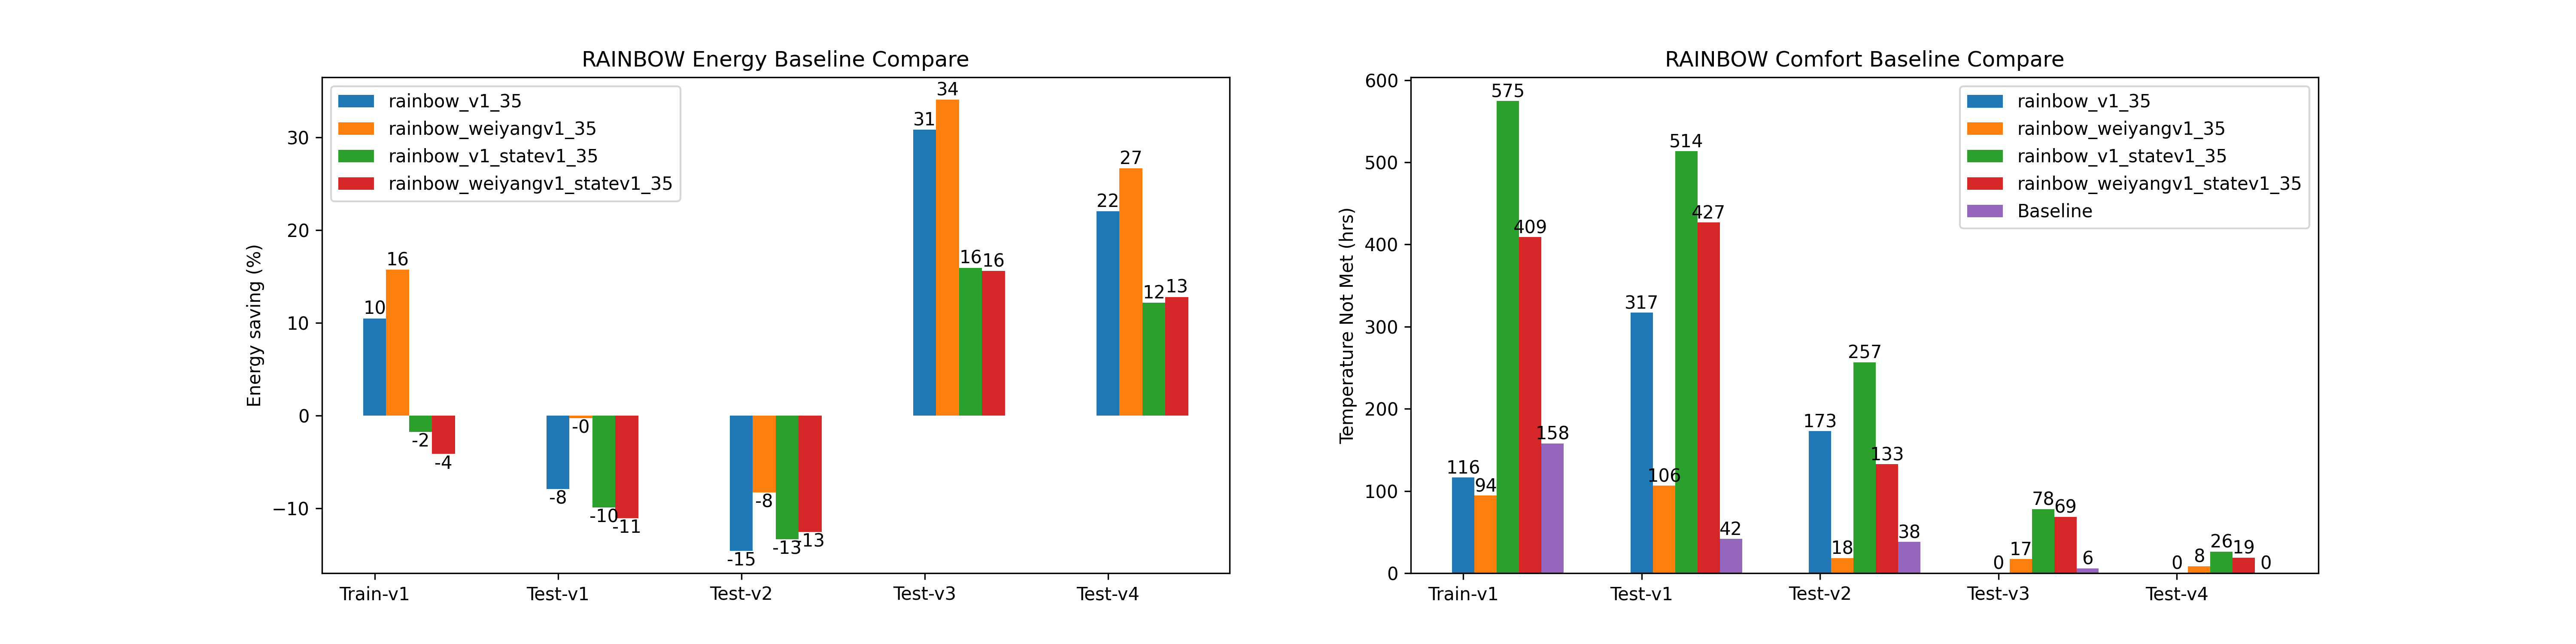 RAINBOW Energy Baseline Compare
Energy saving (%)
30
20
10
0
−10
rainbow_v1_35
rainbow_weiyangv1_35
rainbow_v1_statev1_35
rainbow_weiyangv1_statev1_35
10
16
-2
-4
-8
-0
-10
-11
-15
-8
-13
-13
31
34
16
16
22
27
12
13
Train-v1
Test-v1
Test-v2
Test-v3
Test-v4
RAINBOW Comfort Baseline Compare
Temperature Not Met (hrs)
600
500
400
300
200
100
0
rainbow_v1_35
rainbow_weiyangv1_35
rainbow_v1_statev1_35
rainbow_weiyangv1_statev1_35
Baseline
116
94
575
409
158
317
106
514
427
42
173
18
257
133
38
0
17
78
69
6
0
8
26
19
0
Train-v1
Test-v1
Test-v2
Test-v3
Test-v4